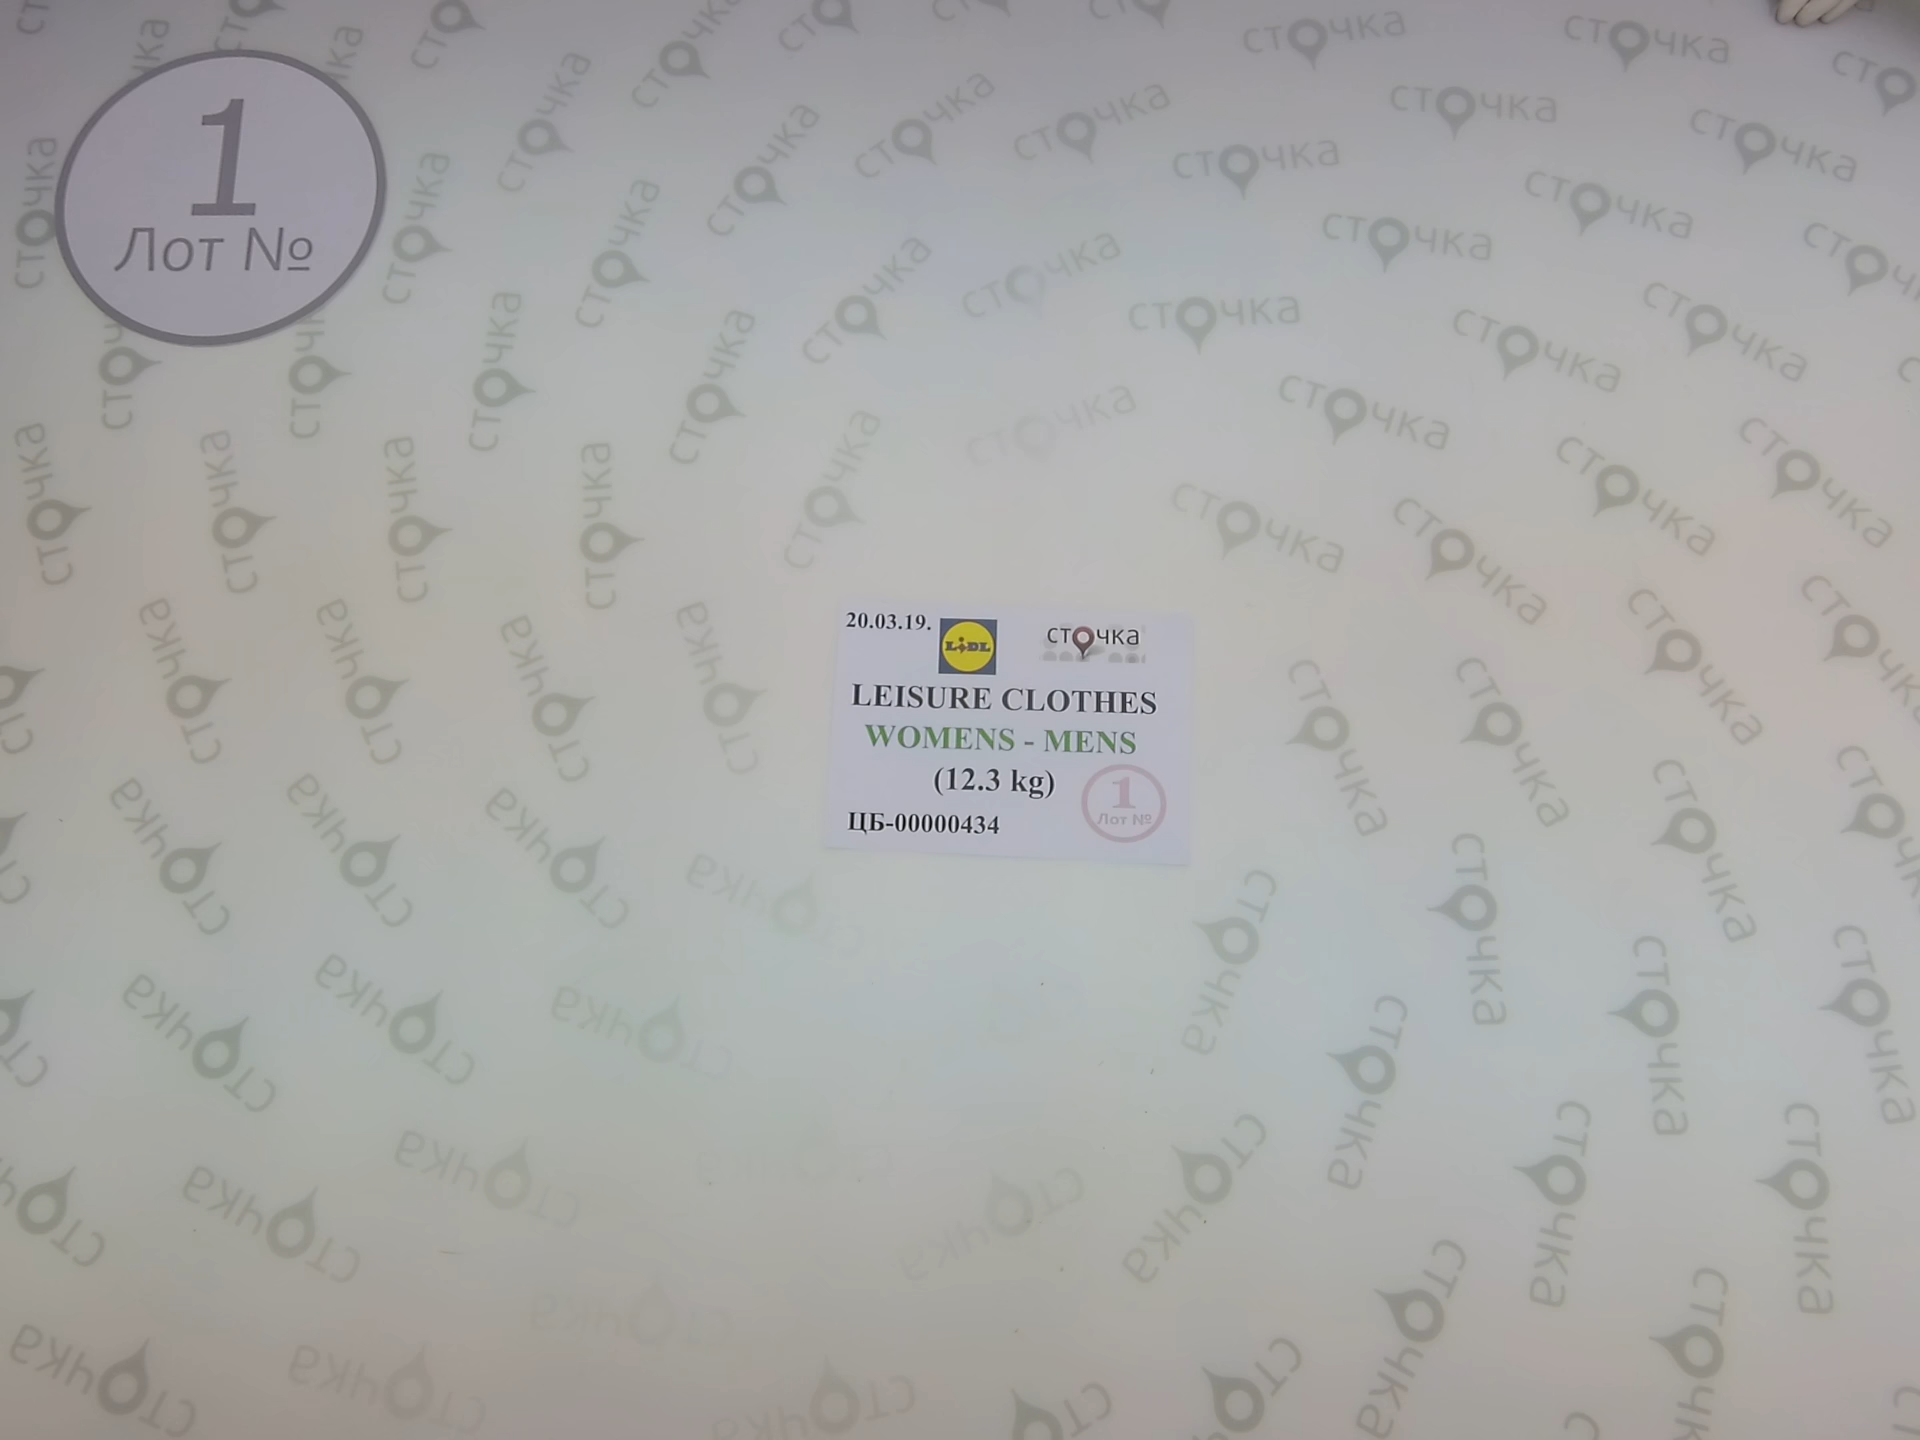 1
Лот №
20.03.19.
LIDL
сточка
LEISURE CLOTHES
WOMENS - MENS
(12.3 kg)
ЦБ-00000434
1
Лот №